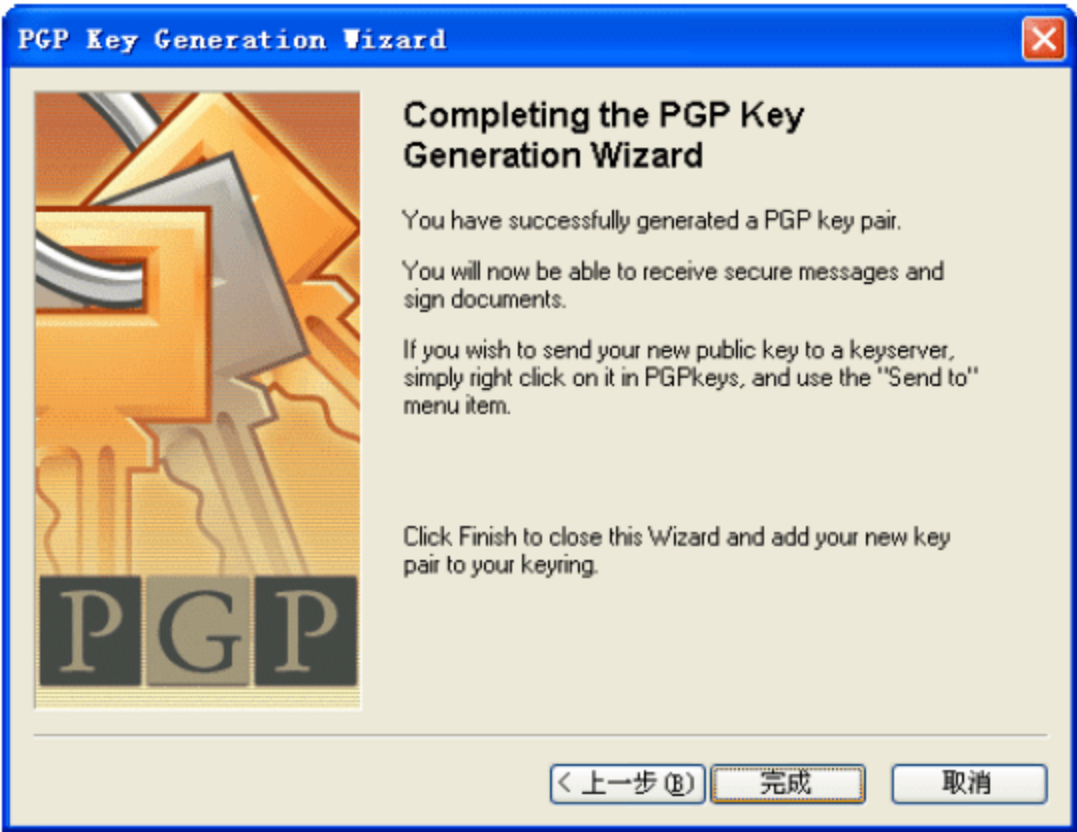 PGP Key Generation Wizard
Completing the PGP Key
Generation Wizard
You have successfully generated a PGP key pair.
You will now be able to receive secure messages and
sign documents.
If you wish to send your new public key to a keyserver,
simply right click on it in PGPkeys, and use the "Send to"
menu item.
Click Finish to close this Wizard and add your new key
pair to your keyring.
PGP
< 上一步(B) 完成 取消